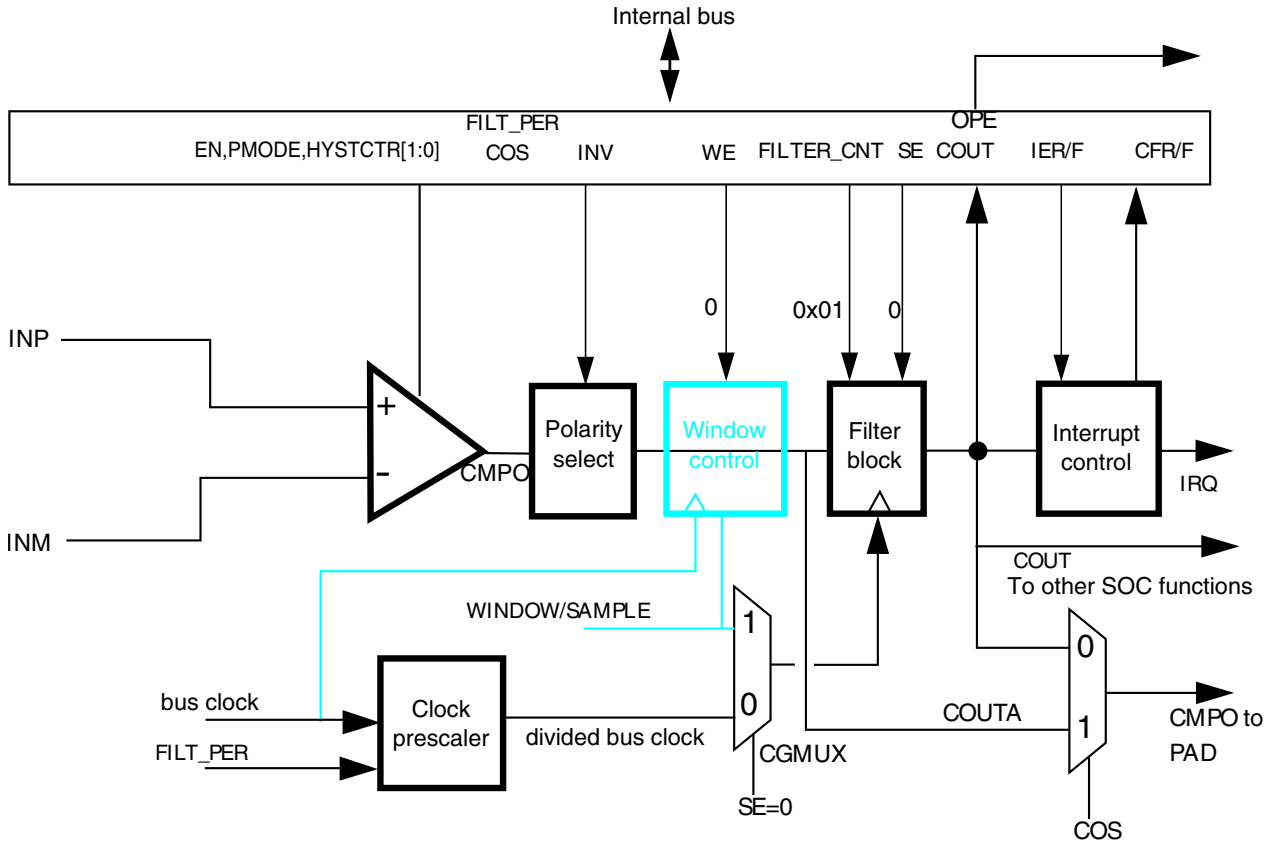 Internal bus
FILT_PER
OPE
EN,PMODE,HYSTCTR[1:0]
COS
INV
WE
FILTER_CNT
SE
COUT
IER/F
CFR/F
0
0x01
0
INP
+
-
INM
CMPO
Polarity
select
Window
control
Filter
block
Interrupt
control
IRQ
COUT
To other SOC functions
WINDOW/SAMPLE
1
0
bus clock
FILT_PER
Clock
prescaler
divided bus clock
CGMUX
SE=0
COUTA
0
1
CMPO to
PAD
COS